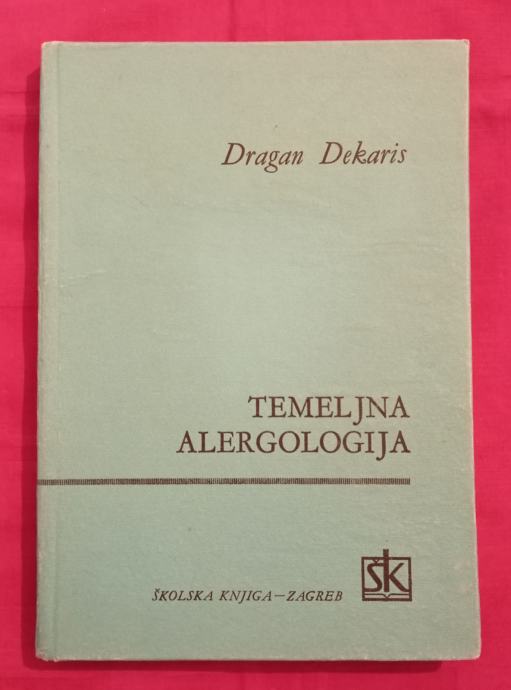 Dragan Dekaris
TEMELJNA
ALERGOLOGIJA
ŠKOLSKA KNJIGA—ZAGREB
ŠK